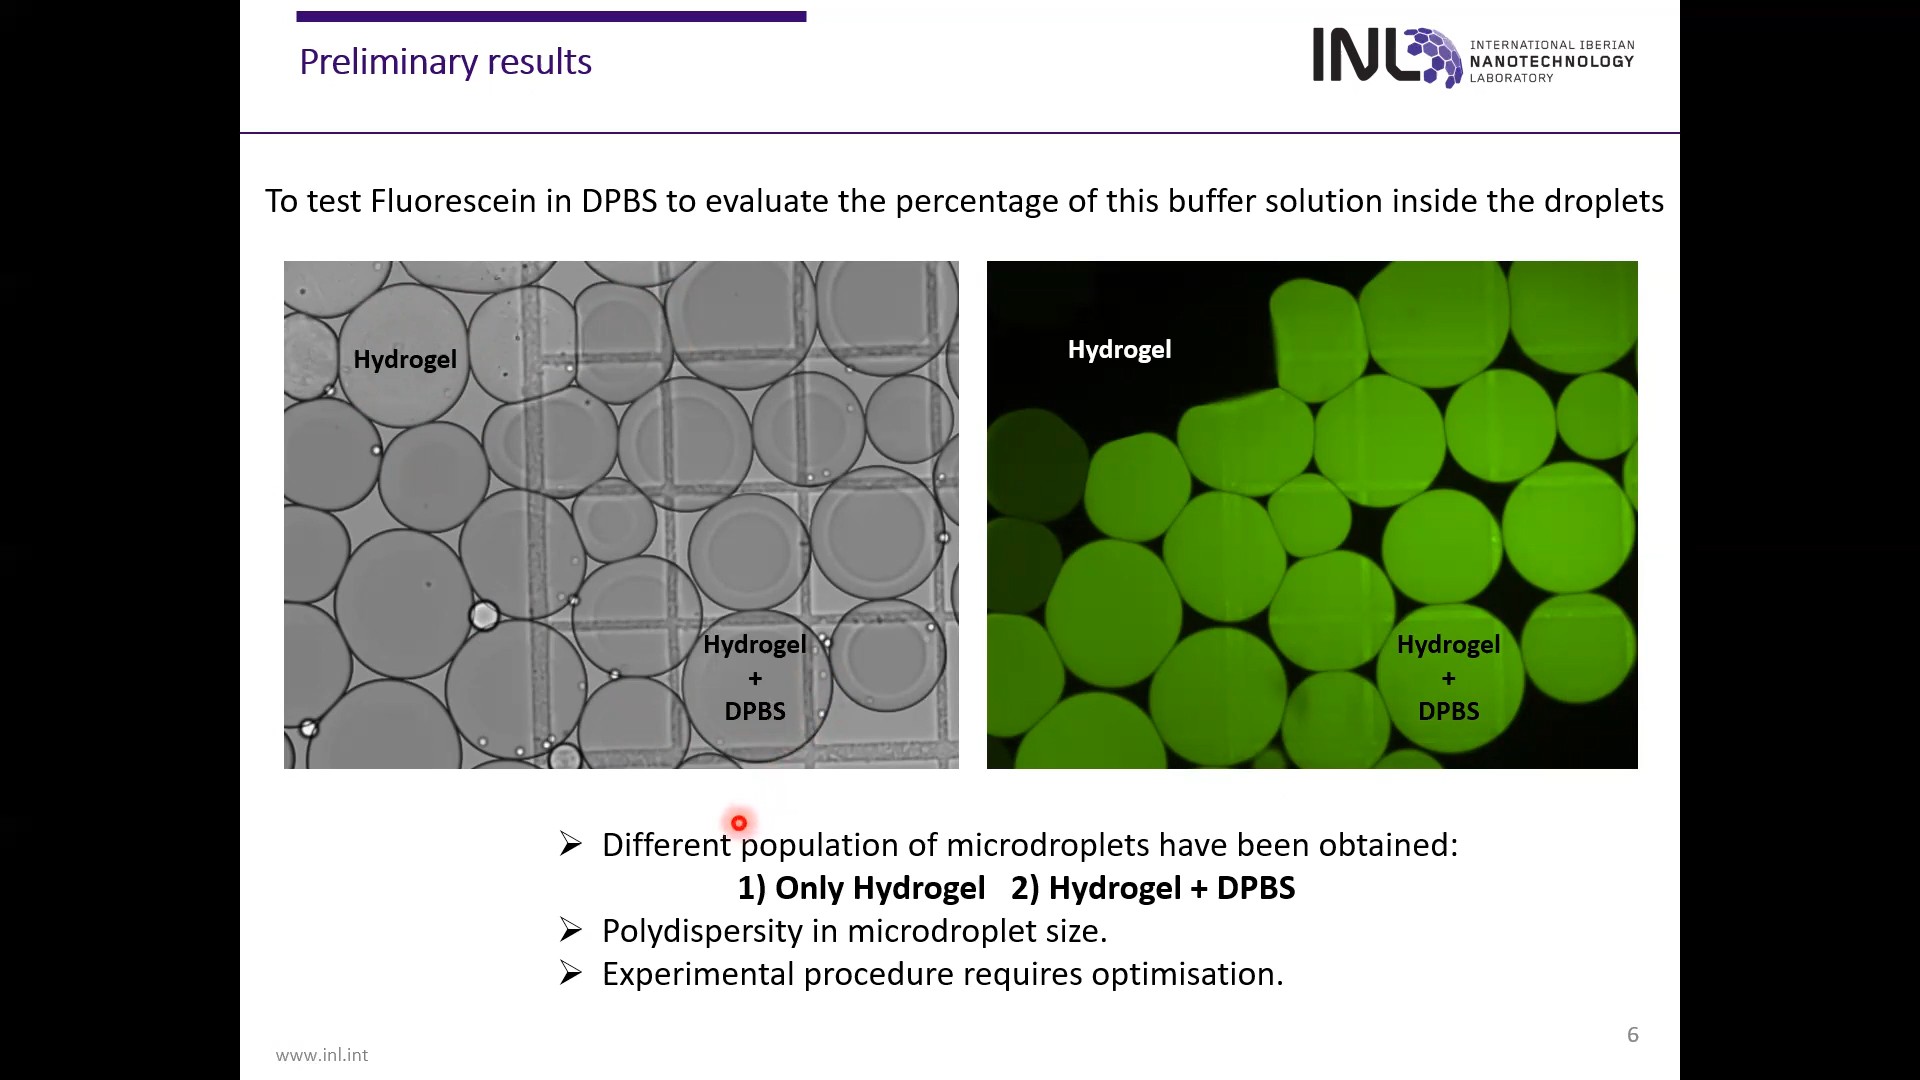 Preliminary results
INL
INTERNATIONAL IBERIAN
NANOTECHNOLOGY
LABORATORY
To test Fluorescein in DPBS to evaluate the percentage of this buffer solution inside the droplets
Hydrogel
Hydrogel
+
DPBS
Hydrogel
Hydrogel
+
DPBS
➢ Different population of microdroplets have been obtained:
1) Only Hydrogel 2) Hydrogel + DPBS
➢ Polydispersity in microdroplet size.
➢ Experimental procedure requires optimisation.
6
www.inl.int